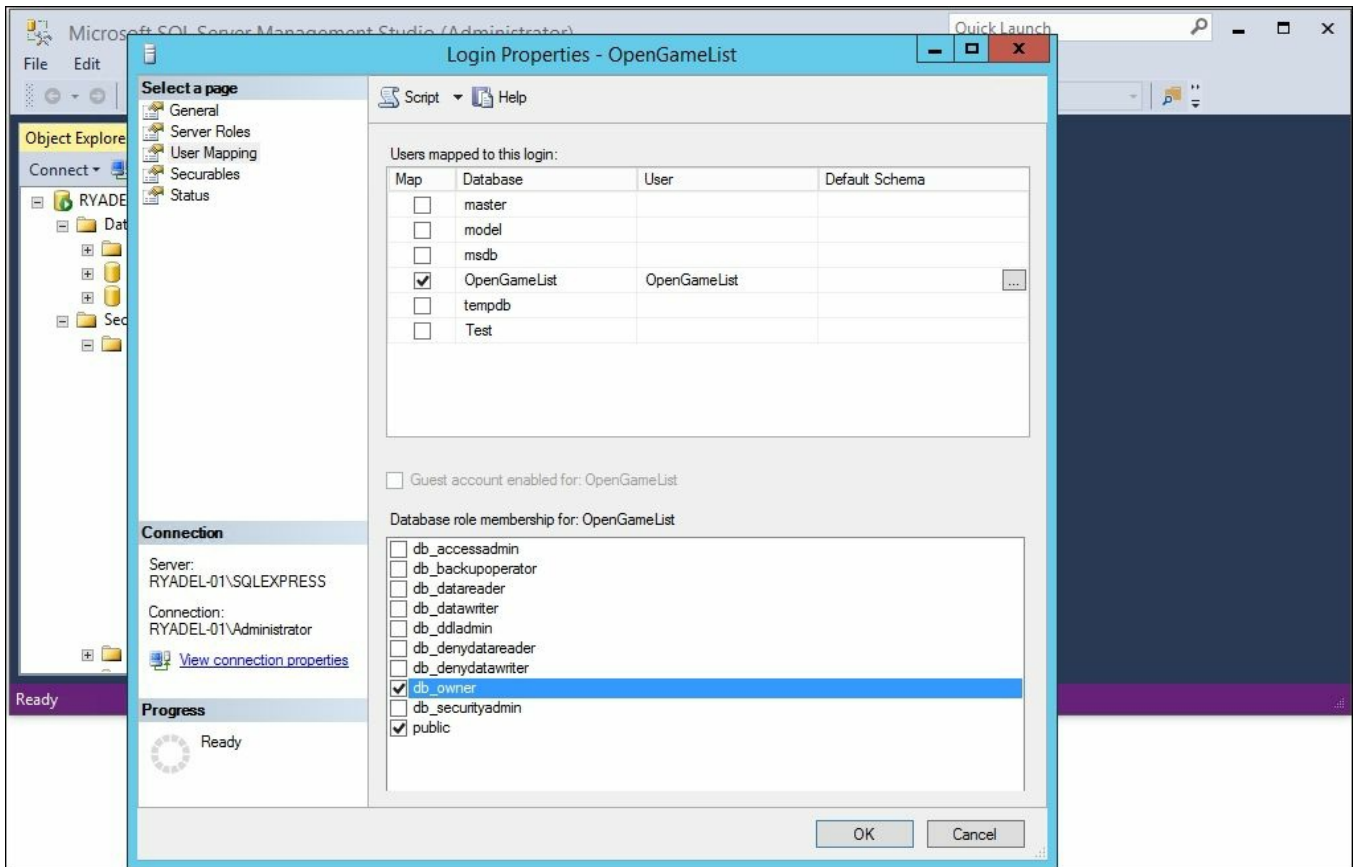 Microsoft SQL Server Management Studio (Administrator)
Quick Launch
File Edit
Login Properties - OpenGameList
Select a page
General
Server Roles
User Mapping
Securables
Status
Script Help
Object Explore
Connect
RYADE
Dat
Sec
Users mapped to this login:
Map Database User Default Schema
master
model
msdb
OpenGameList OpenGameList ...
tempdb
Test
Guest account enabled for: OpenGameList
Database role membership for: OpenGameList
db_accessadmin
db_backupoperator
db_datareader
db_datawriter
db_ddladmin
db_denydatareader
db_denydatawriter
db_owner
db_securityadmin
public
Connection
Server:
RYADEL-01\SQLEXPRESS
Connection:
RYADEL-01\Administrator
View connection properties
Progress
Ready
Ready
OK Cancel